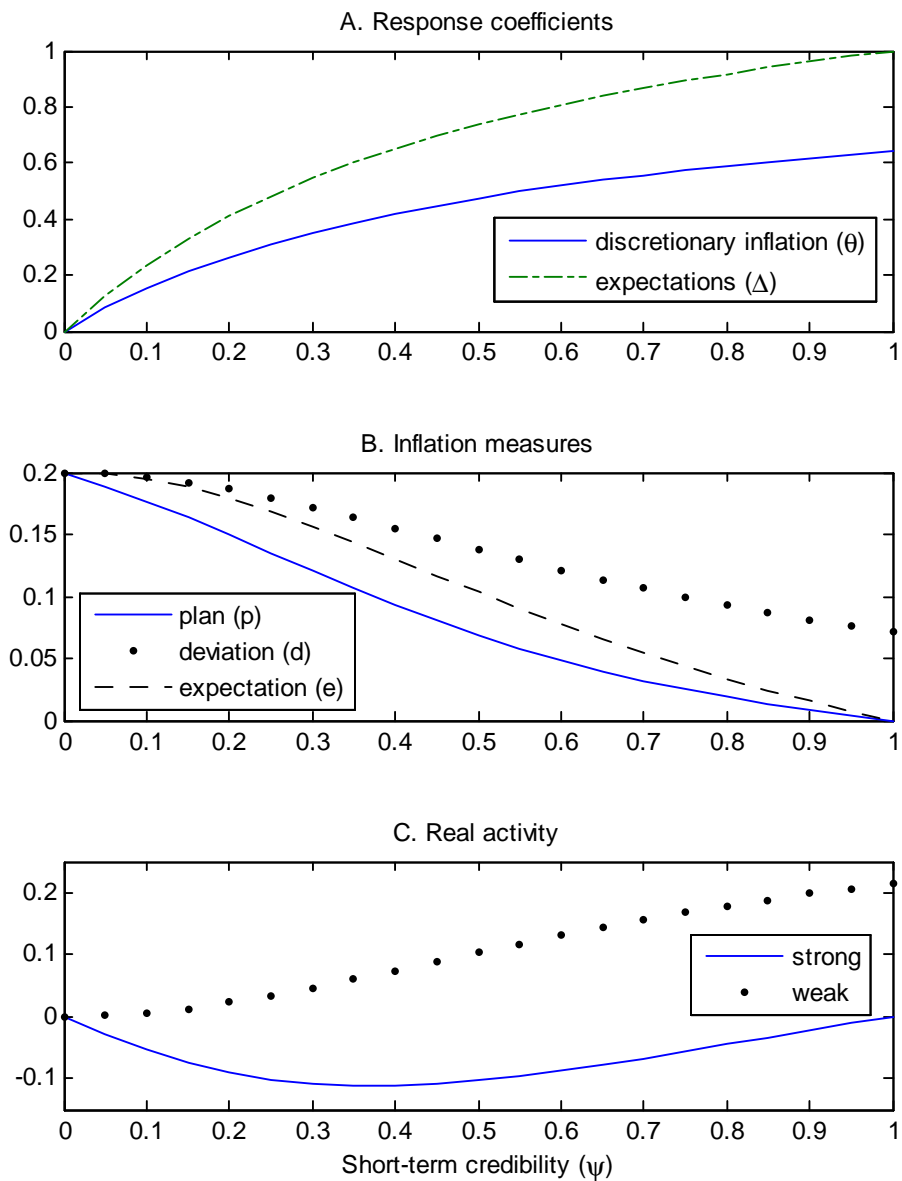 A. Response coefficients
1
0.8
0.6
0.4
0.2
0
discretionary inflation (θ)
expectations (Δ)
0 0.1 0.2 0.3 0.4 0.5 0.6 0.7 0.8 0.9 1
B. Inflation measures
0.2
0.15
0.1
0.05
0
plan (p)
deviation (d)
expectation (e)
0 0.1 0.2 0.3 0.4 0.5 0.6 0.7 0.8 0.9 1
C. Real activity
0.2
0.1
0
-0.1
strong
weak
0 0.1 0.2 0.3 0.4 0.5 0.6 0.7 0.8 0.9 1
Short-term credibility (ψ)